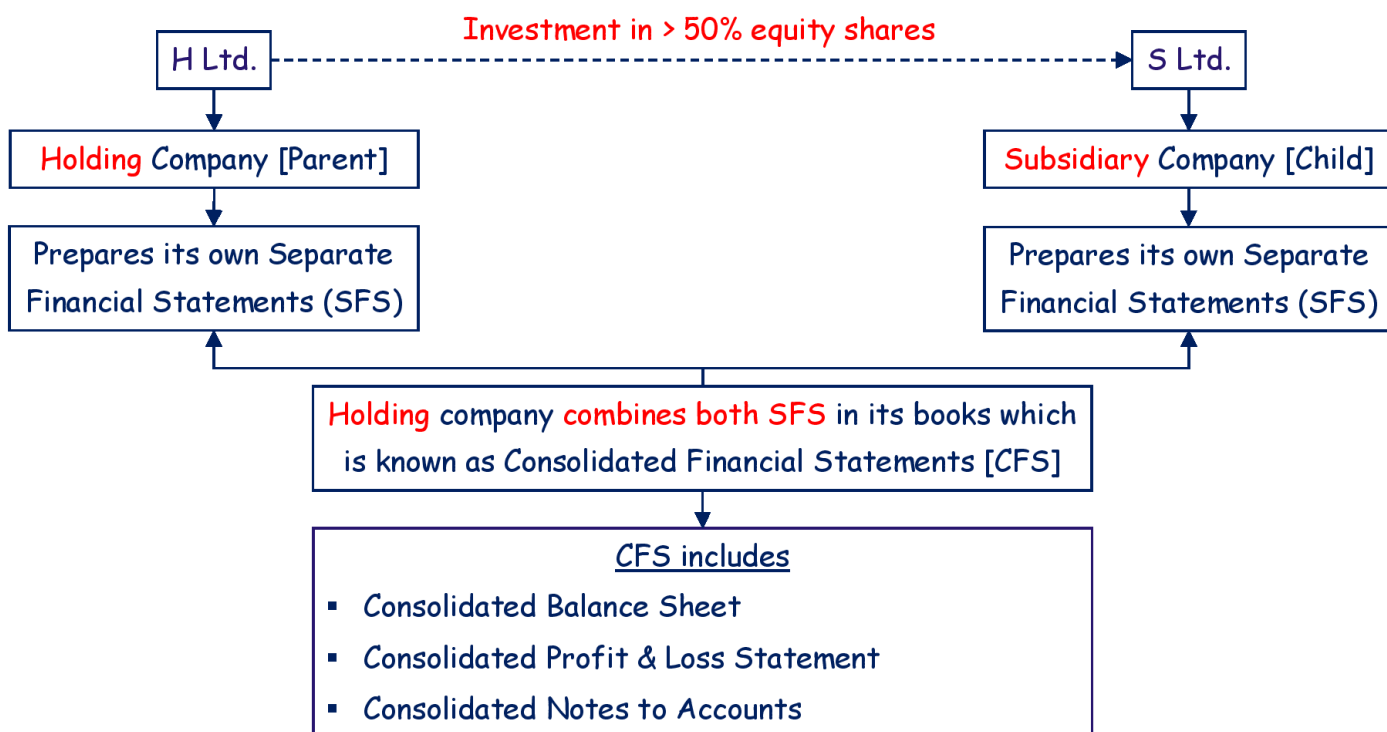 Investment in > 50% equity shares
H Ltd.
S Ltd.
Holding Company [Parent]
Subsidiary Company [Child]
Prepares its own Separate
Financial Statements (SFS)
Prepares its own Separate
Financial Statements (SFS)
Holding company combines both SFS in its books which
is known as Consolidated Financial Statements [CFS]
CFS includes
▪ Consolidated Balance Sheet
▪ Consolidated Profit & Loss Statement
▪ Consolidated Notes to Accounts